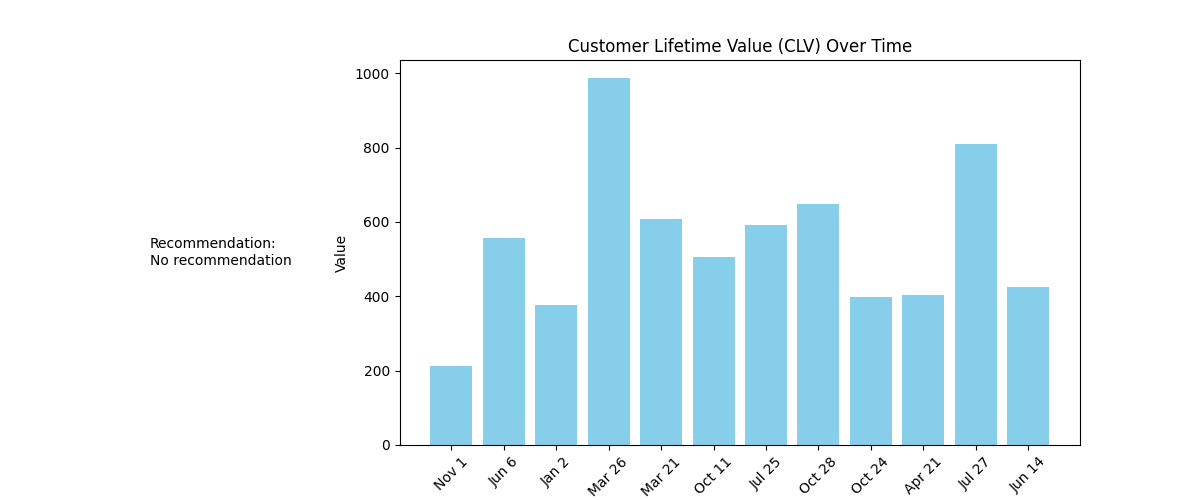 Customer Lifetime Value (CLV) Over Time
1000
800
600
400
200
0
Value
Recommendation:
No recommendation
Nov 1
Jun 6
Jan 2
Mar 26
Mar 21
Oct 11
Jul 25
Oct 28
Oct 24
Apr 21
Jul 27
Jun 14